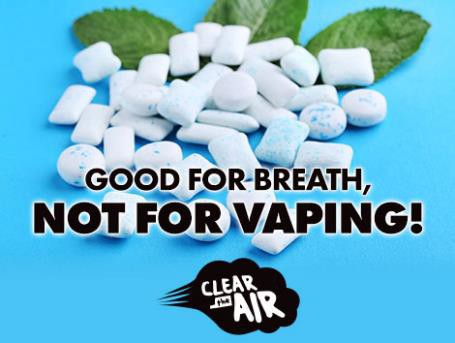 GOOD FOR BREATH,
NOT FOR VAPING!
CLEAR
the
AIR